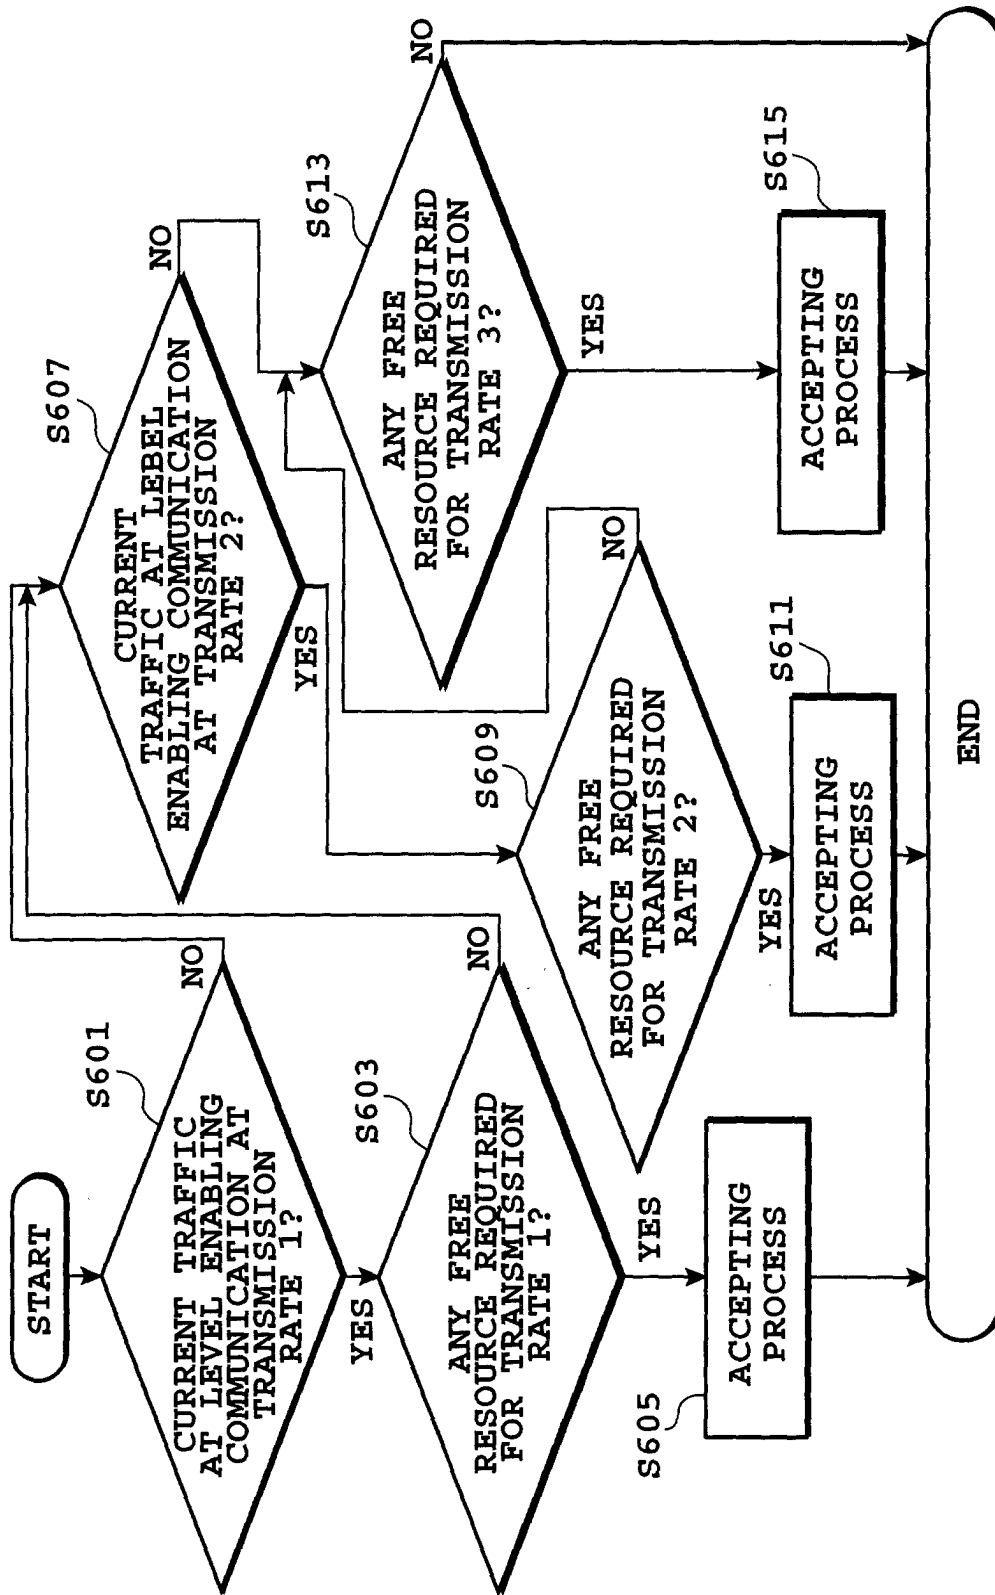 START
S601
CURRENT TRAFFIC
AT LEVEL ENABLING
COMMUNICATION AT
TRANSMISSION
RATE 1?
NO
YES
S603
ANY FREE
RESOURCE REQUIRED
FOR TRANSMISSION
RATE 1?
NO
YES
S605
ACCEPTING
PROCESS
S607
CURRENT
TRAFFIC AT LEBEL
ENABLING COMMUNICATION
AT TRANSMISSION
RATE 2?
NO
YES
S609
ANY FREE
RESOURCE REQUIRED
FOR TRANSMISSION
RATE 2?
NO
YES
S611
ACCEPTING
PROCESS
S613
ANY FREE
RESOURCE REQUIRED
FOR TRANSMISSION
RATE 3?
NO
YES
S615
ACCEPTING
PROCESS
END